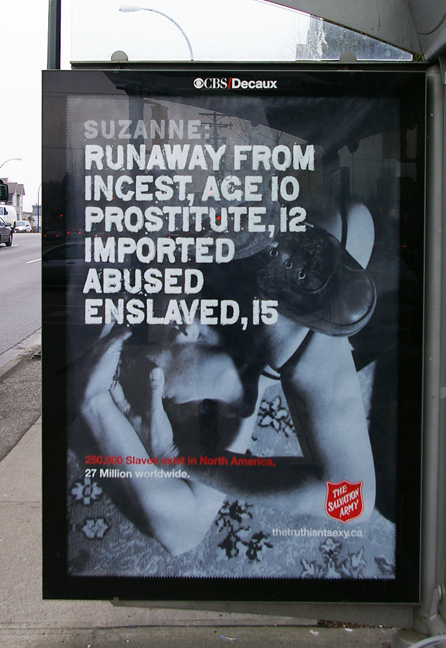 CBS/Decaux
SUZANNE:
RUNAWAY FROM
INCEST, AGE 10
PROSTITUTE, 12
IMPORTED
ABUSED
ENSLAVED, 15
250,000 Slaves exist in North America,
27 Million worldwide.
THE
SALVATION
ARMY
thetruthisntsexy.ca